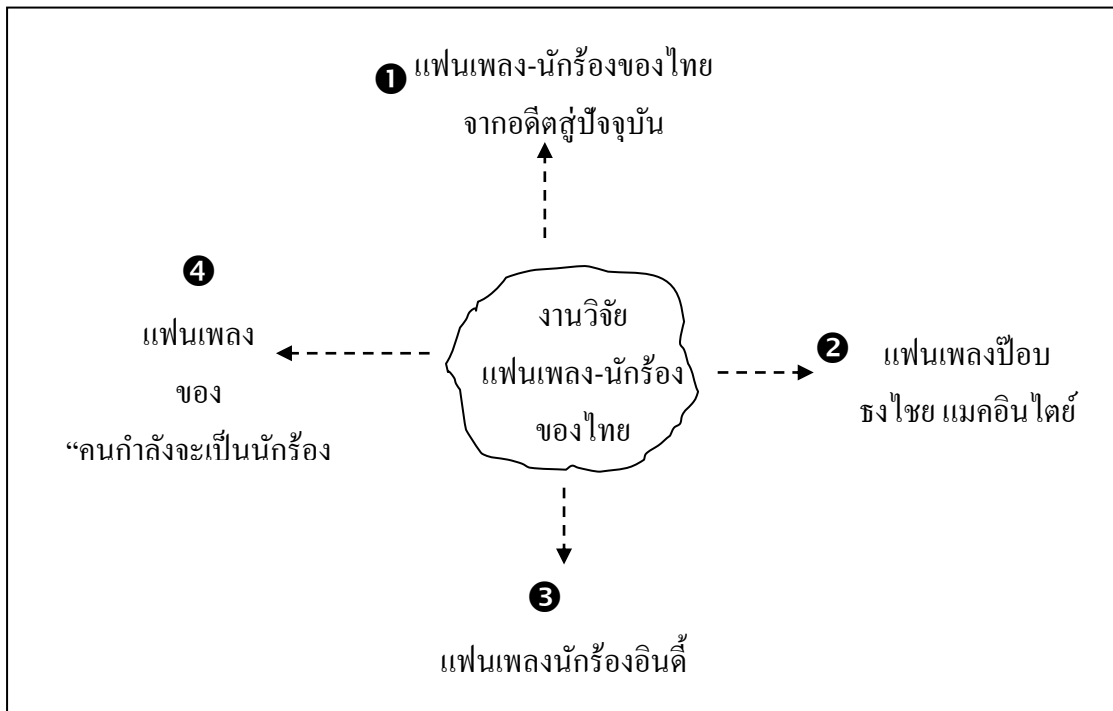 ❶ แฟนเพลง-นักร้องของไทย
จากอดีตสู่ปัจจุบัน
❹
แฟนเพลง
ของ
“คนกำลังจะเป็นนักร้อง
งานวิจัย
แฟนเพลง-นักร้อง
ของไทย
❷ แฟนเพลงป๊อบ
ธงไชย แมคอินไตย์
❸
แฟนเพลงนักร้องอินดี้